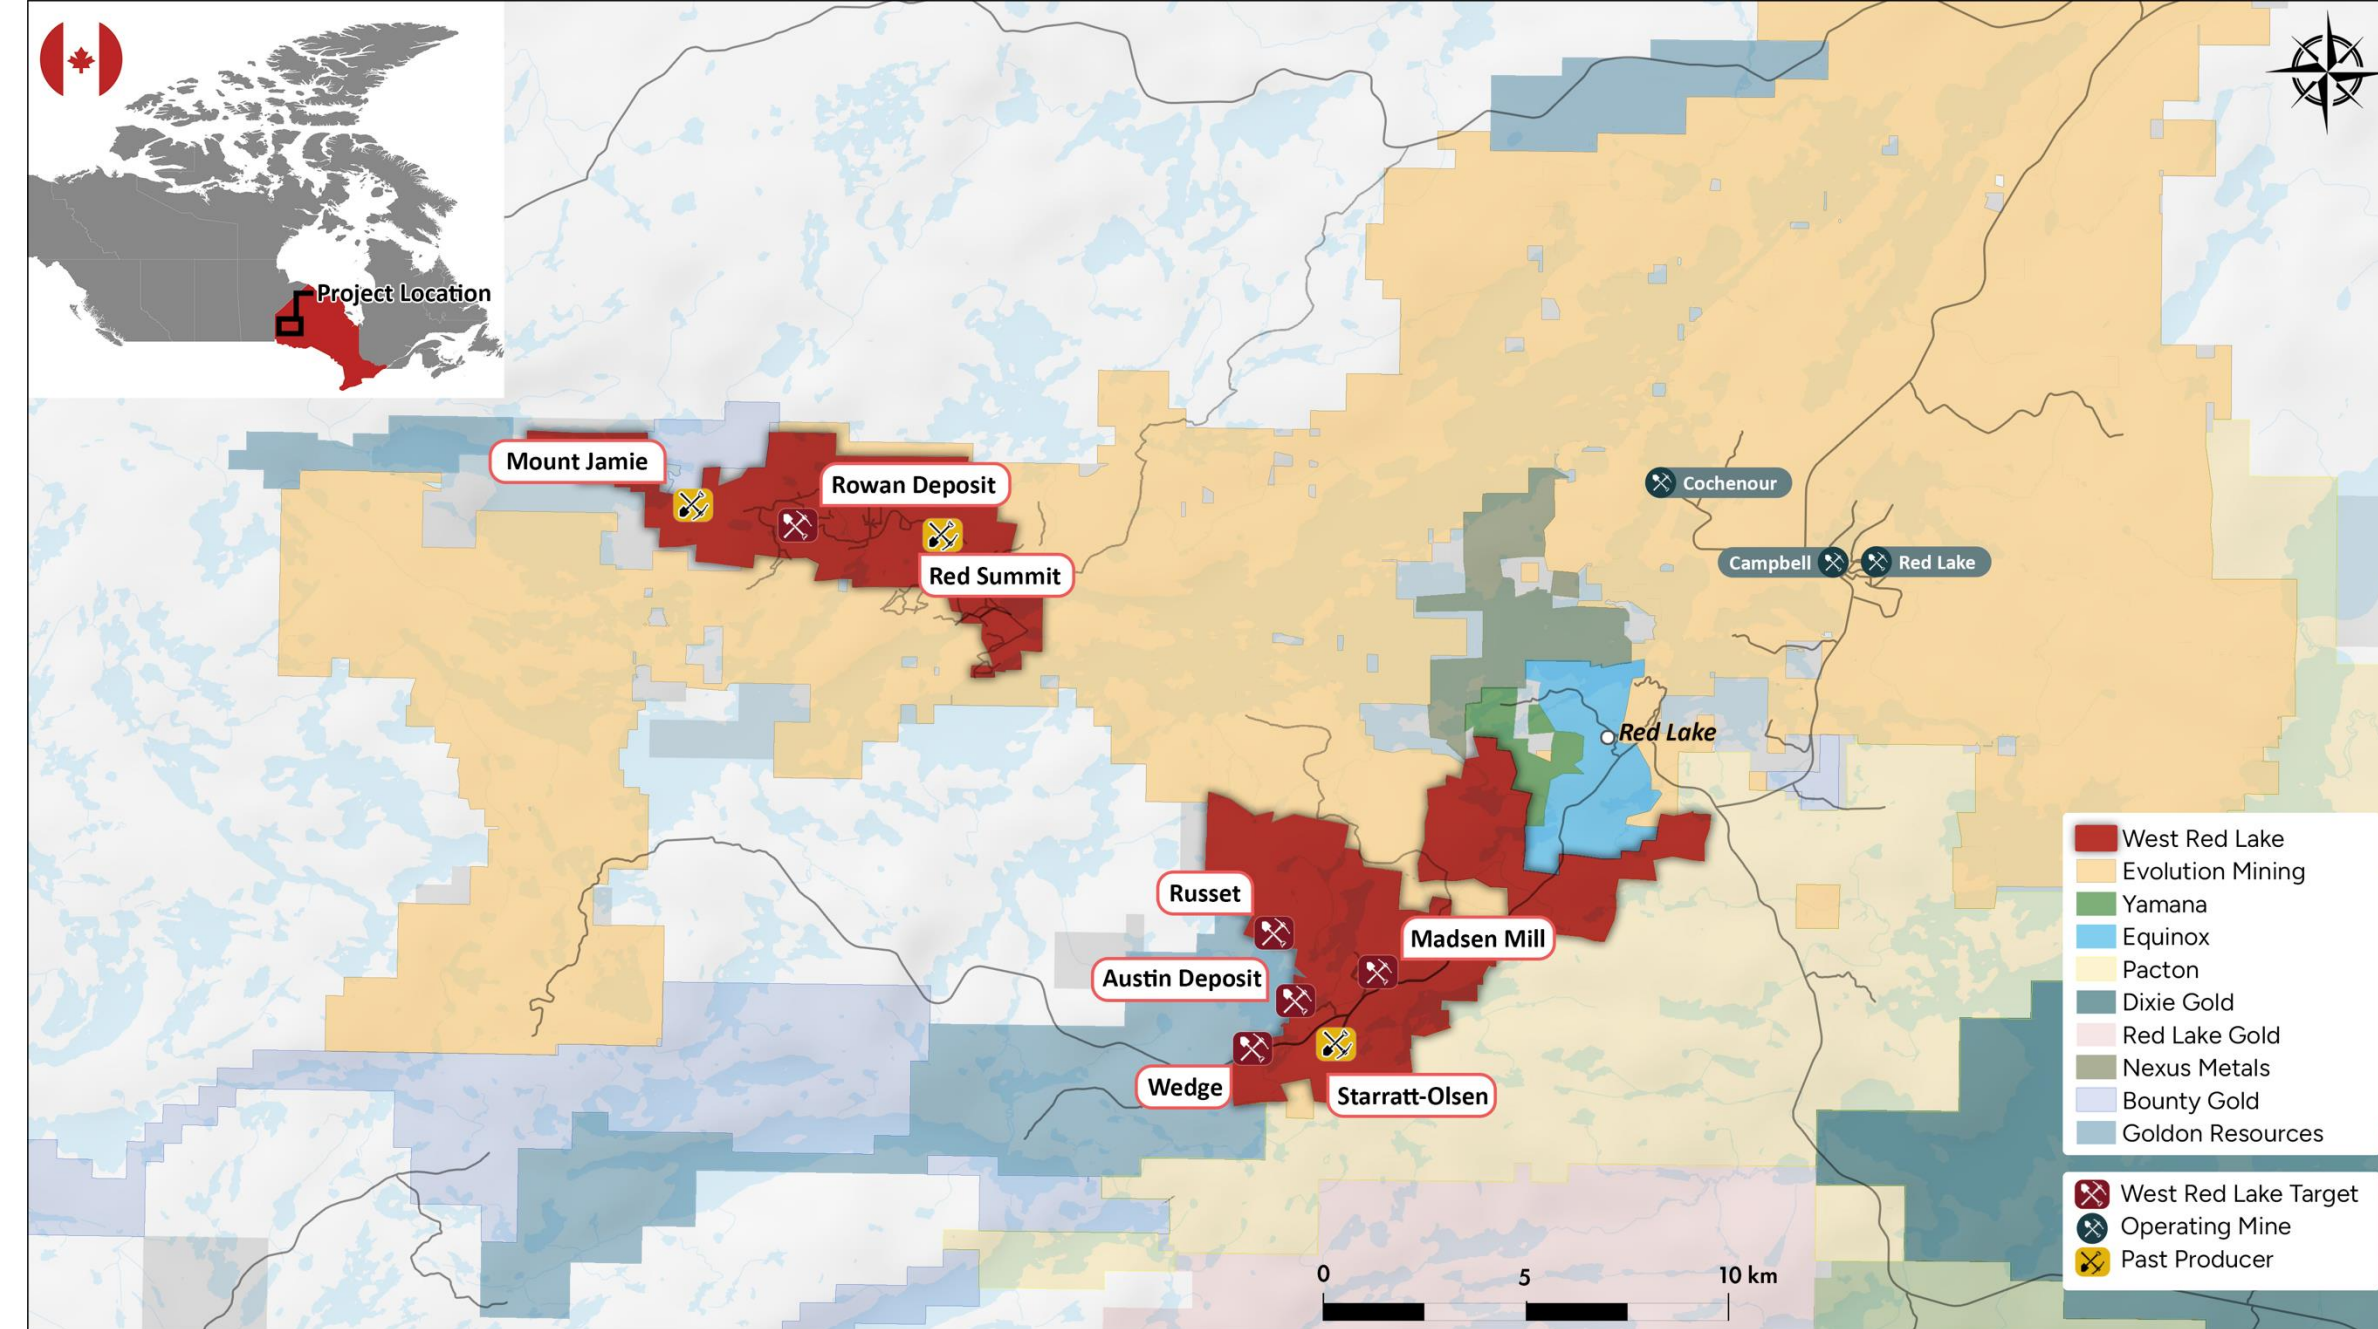 Project Location
Mount Jamie
Rowan Deposit
Red Summit
Cochenour
Campbell
Red Lake
Red Lake
Russet
Madsen Mill
Austin Deposit
Wedge
Starratt-Olsen
West Red Lake
Evolution Mining
Yamana
Equinox
Pacton
Dixie Gold
Red Lake Gold
Nexus Metals
Bounty Gold
Goldon Resources
West Red Lake Target
Operating Mine
Past Producer
0 5 10 km